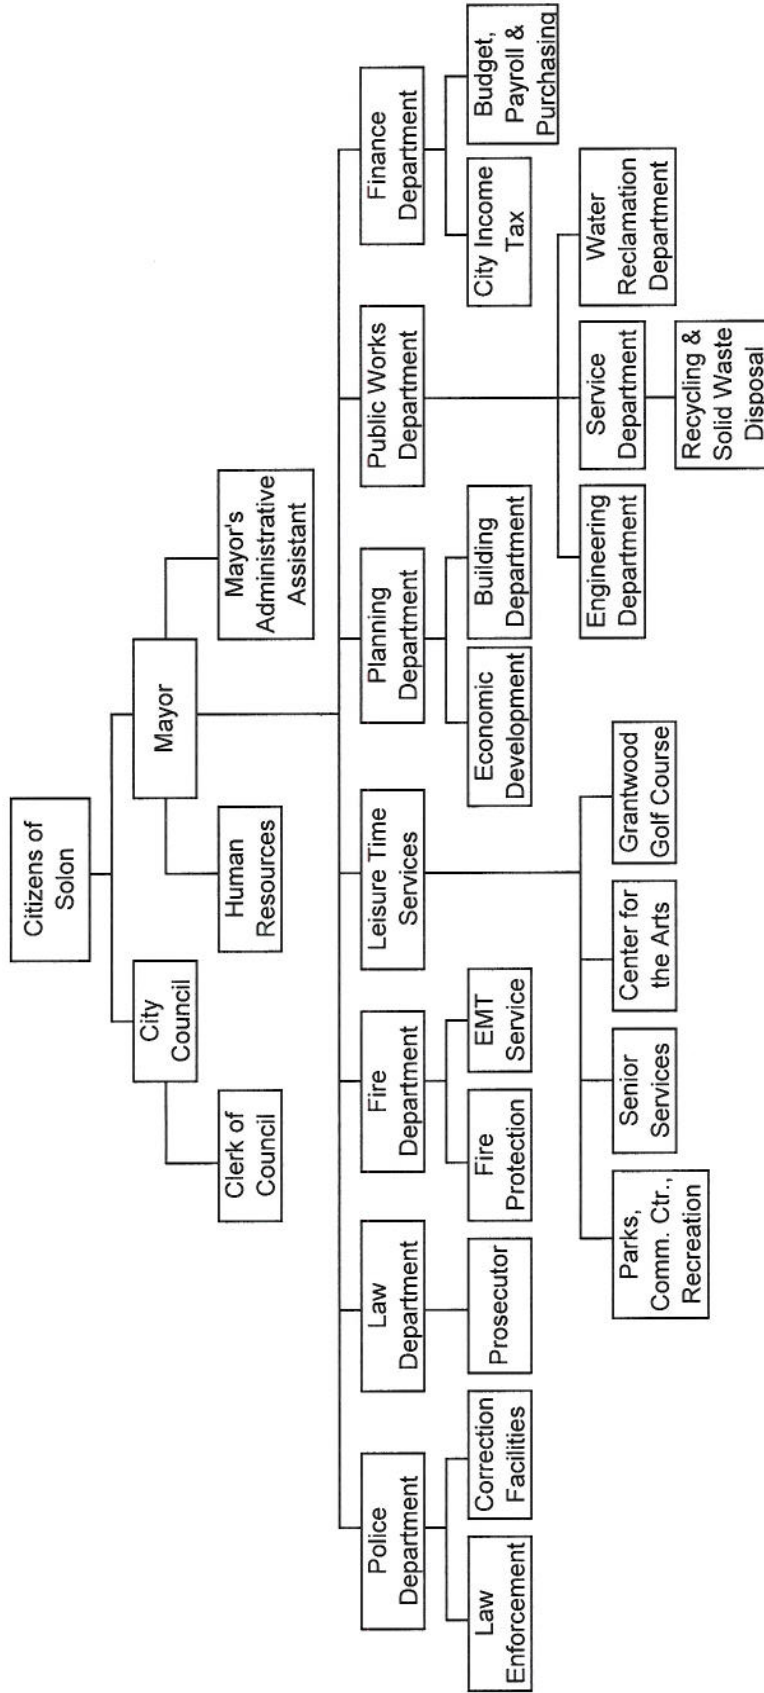 Citizens of
Solon
City
Council
Mayor
Clerk of
Council
Human
Resources
Mayor's
Administrative
Assistant
Police
Department
Law
Department
Fire
Department
Leisure Time
Services
Planning
Department
Public Works
Department
Finance
Department
Law
Enforcement
Correction
Facilities
Prosecutor
Fire
Protection
EMT
Service
Economic
Development
Building
Department
City Income
Tax
Budget,
Payroll &
Purchasing
Parks,
Comm. Ctr.,
Recreation
Senior
Services
Center for
the Arts
Grantwood
Golf Course
Engineering
Department
Service
Department
Water
Reclamation
Department
Recycling &
Solid Waste
Disposal